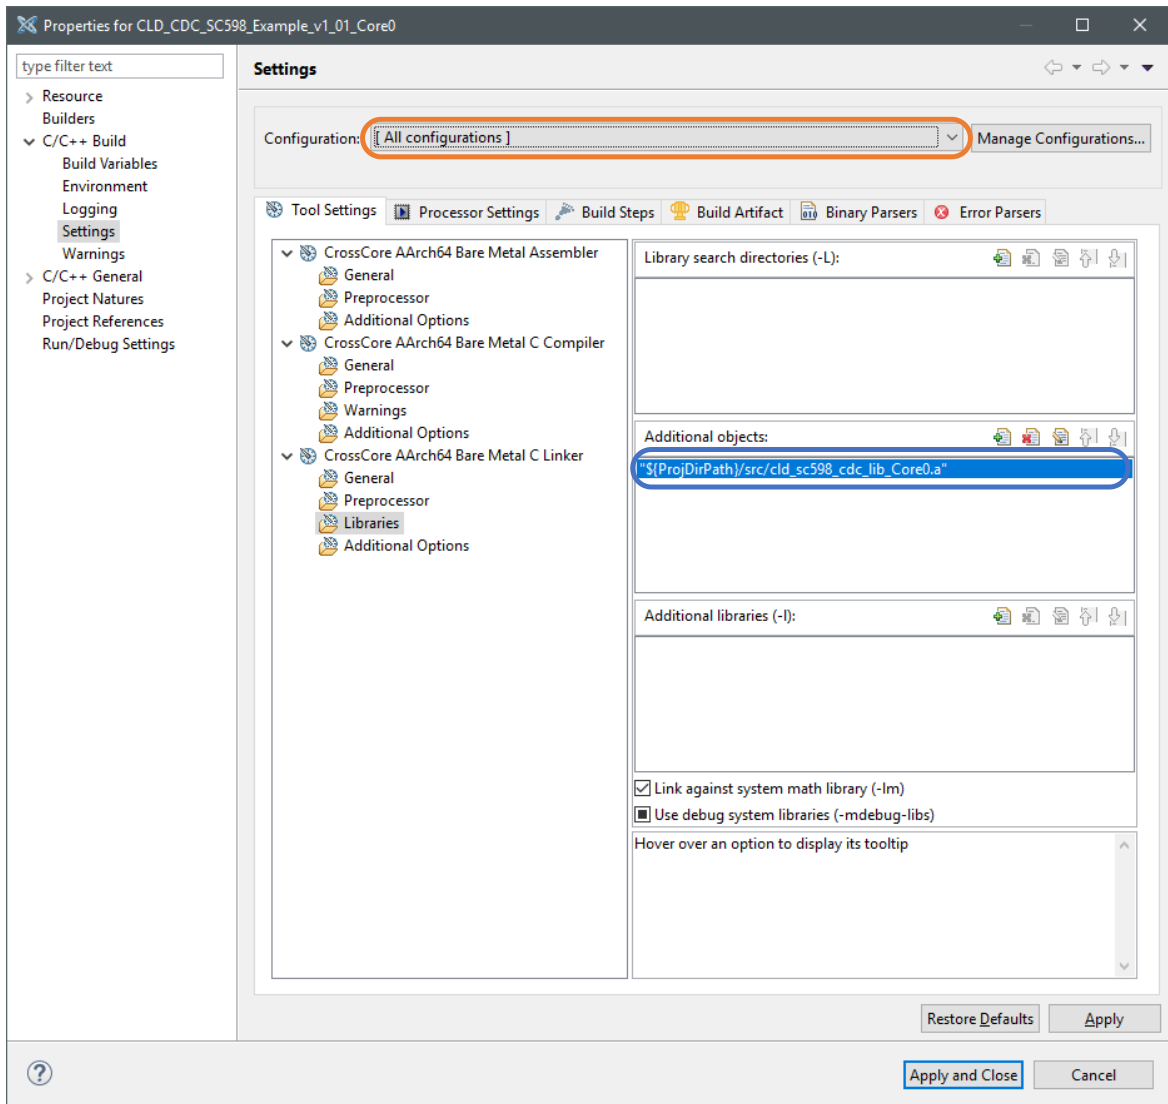 Properties for CLD_CDC_SC598_Example_v1_01_Core0
type filter text
Resource
Builders
C/C++ Build
Build Variables
Environment
Logging
Settings
Warnings
C/C++ General
Project Natures
Project References
Run/Debug Settings
Settings
Configuration: [ All configurations ] Manage Configurations...
Tool Settings Processor Settings Build Steps Build Artifact Binary Parsers Error Parsers
CrossCore AArch64 Bare Metal Assembler
General
Preprocessor
Additional Options
CrossCore AArch64 Bare Metal C Compiler
General
Preprocessor
Warnings
Additional Options
CrossCore AArch64 Bare Metal C Linker
General
Preprocessor
Libraries
Additional Options
Library search directories (-L):
Additional objects:
"${ProjDirPath}/src/cld_sc598_cdc_lib_Core0.a"
Additional libraries (-l):
Link against system math library (-lm)
Use debug system libraries (-mdebug-libs)
Hover over an option to display its tooltip
Restore Defaults Apply
? Apply and Close Cancel